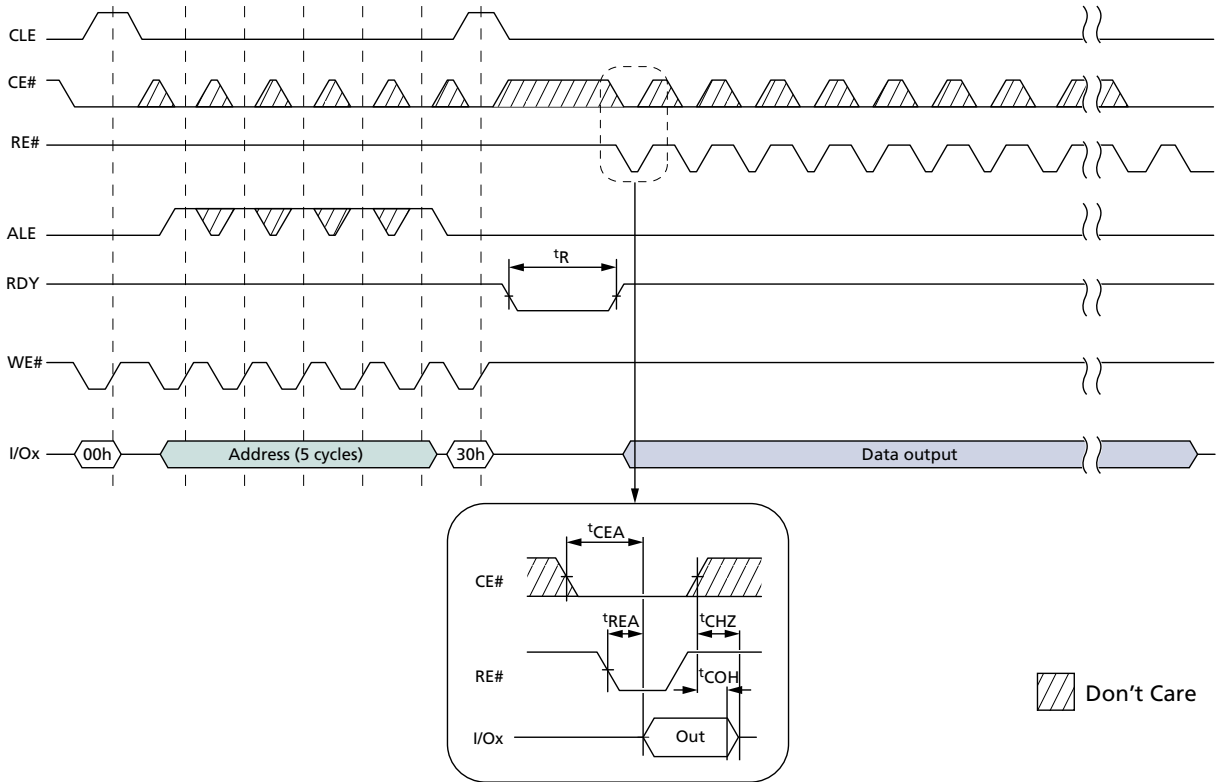 CLE
CE#
RE#
ALE
tR
RDY
WE#
I/Ox
00h
Address (5 cycles)
30h
Data output
tCEA
CE#
tREA
tCHZ
RE#
tCOH
I/Ox
Out
Don't Care